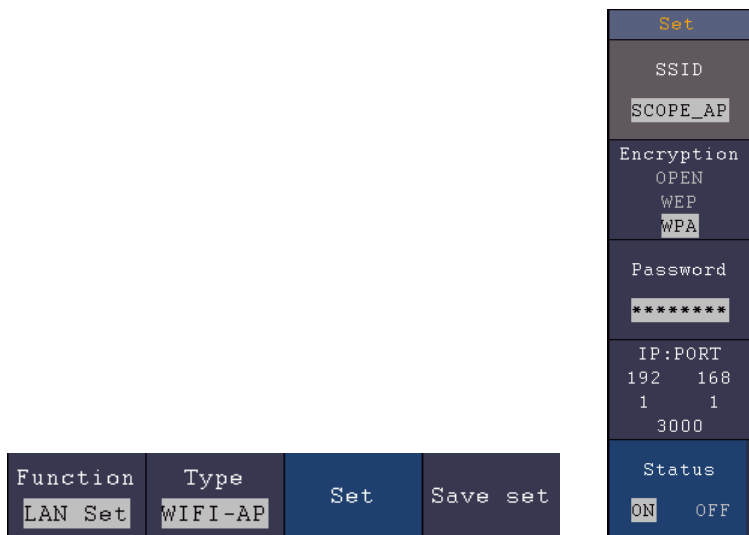 Set
SSID
SCOPE_AP
Encryption
OPEN
WEP
WPA
Password
********
IP:PORT
192 168
1 1
3000
Status
ON OFF
Function Type Set Save set
LAN Set WIFI-AP